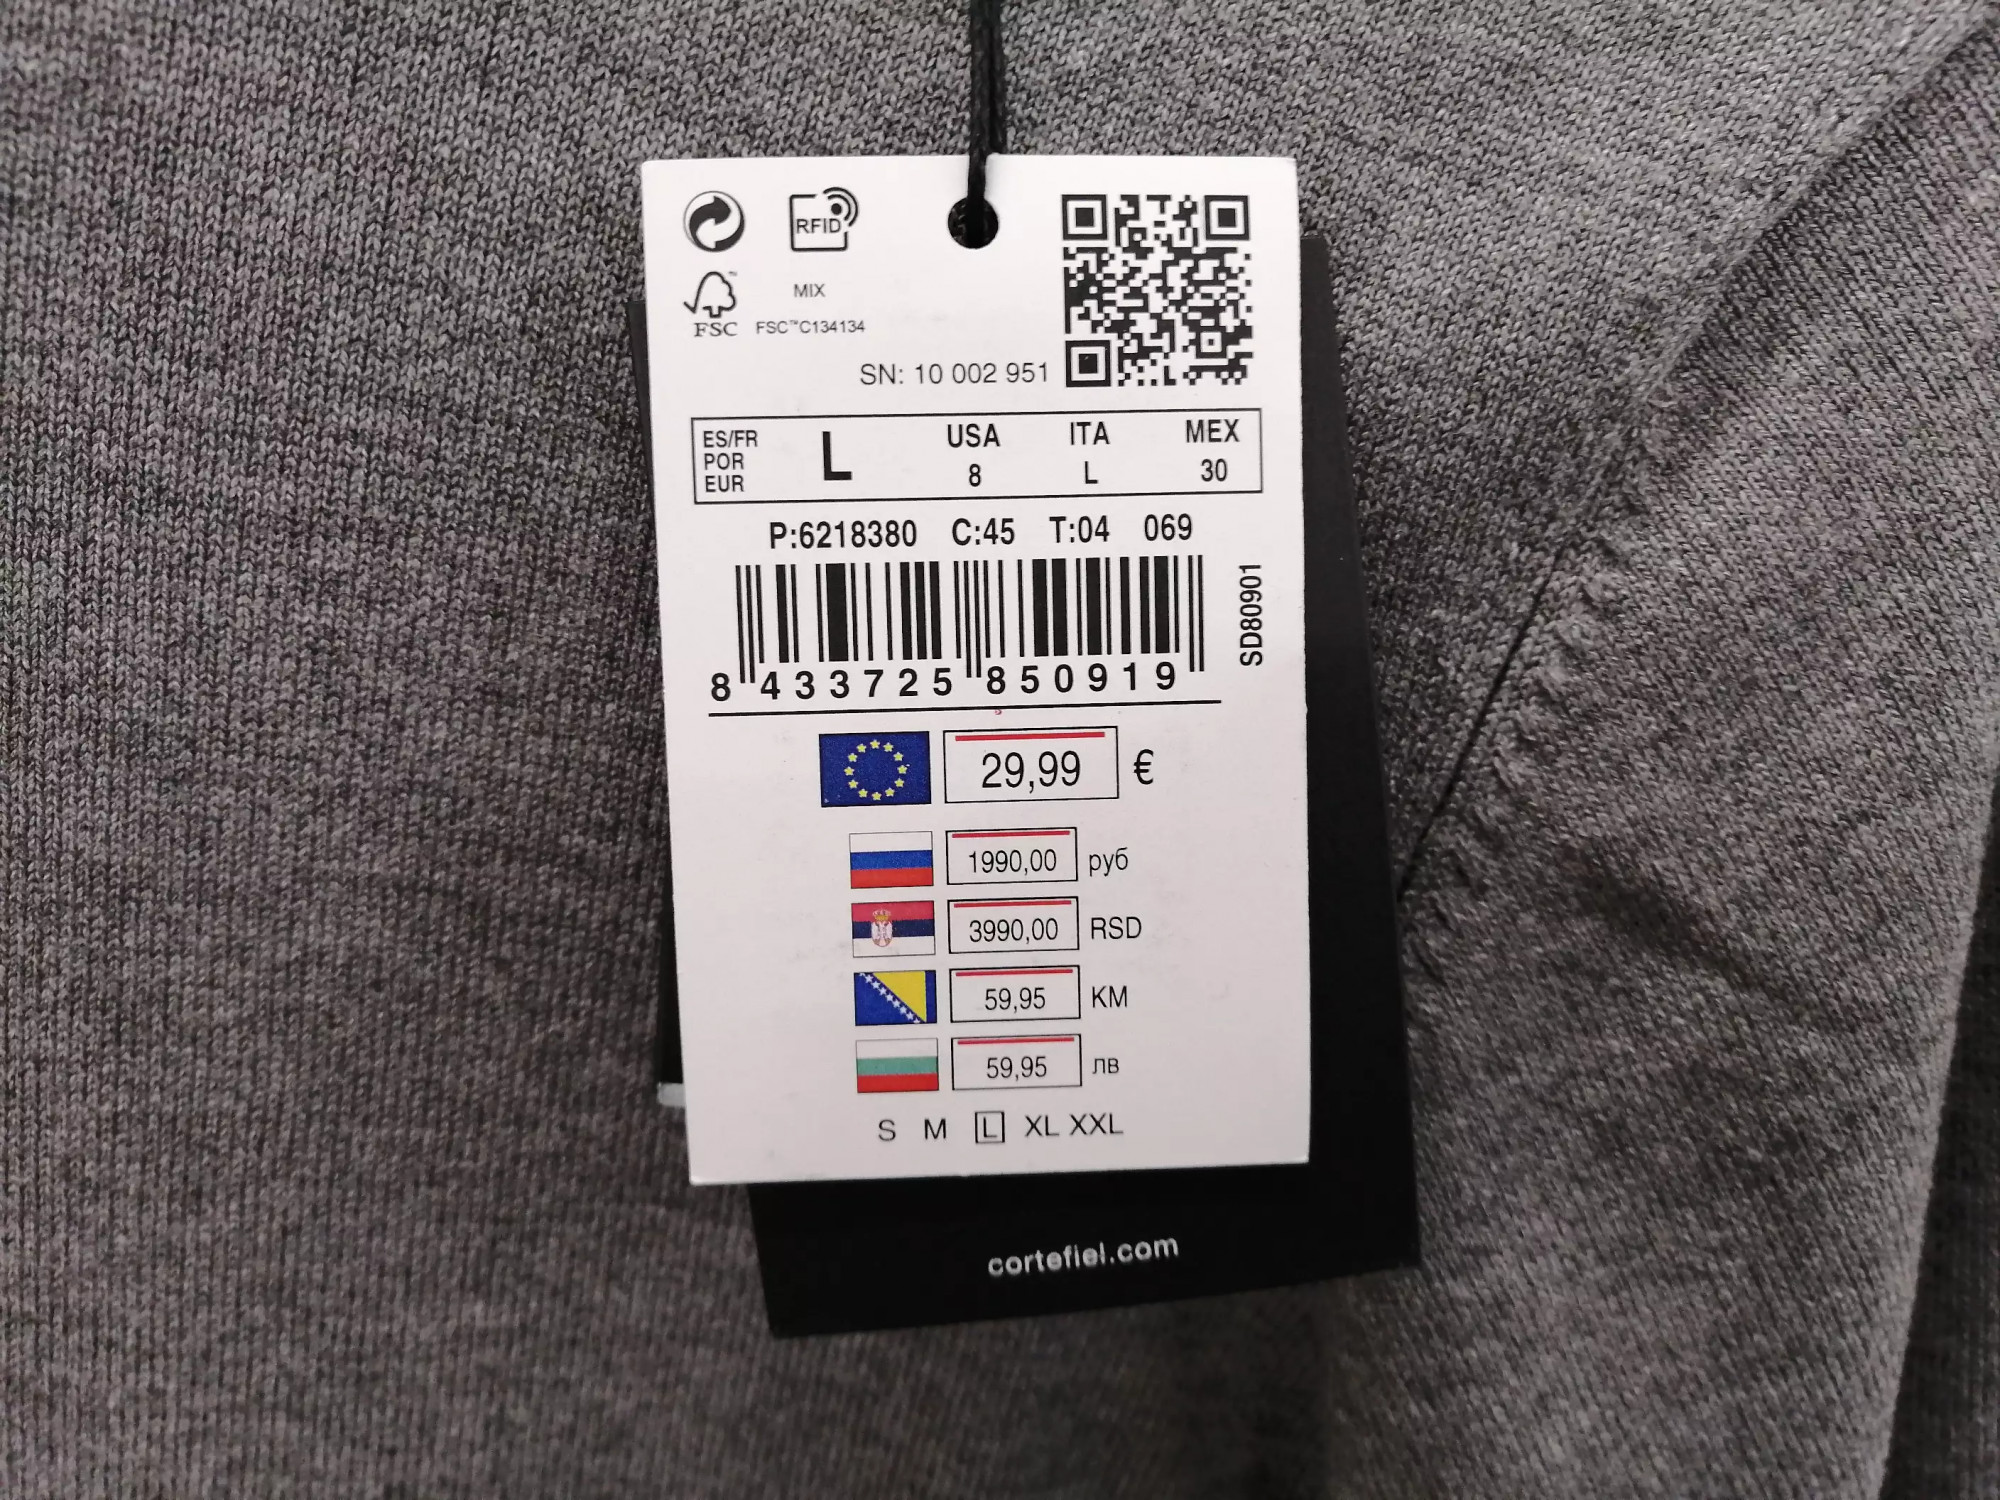 RFID
FSC
MIX
FSC™C134134
SN: 10 002 951
ES/FR
POR
EUR
L
USA
8
ITA
L
MEX
30
P:6218380 C:45 T:04 069
8 433725 850919
SD80901
29,99 €
1990,00 руб
3990,00 RSD
59,95 KM
59,95 лв
S M L XL XXL
cortefiel.com